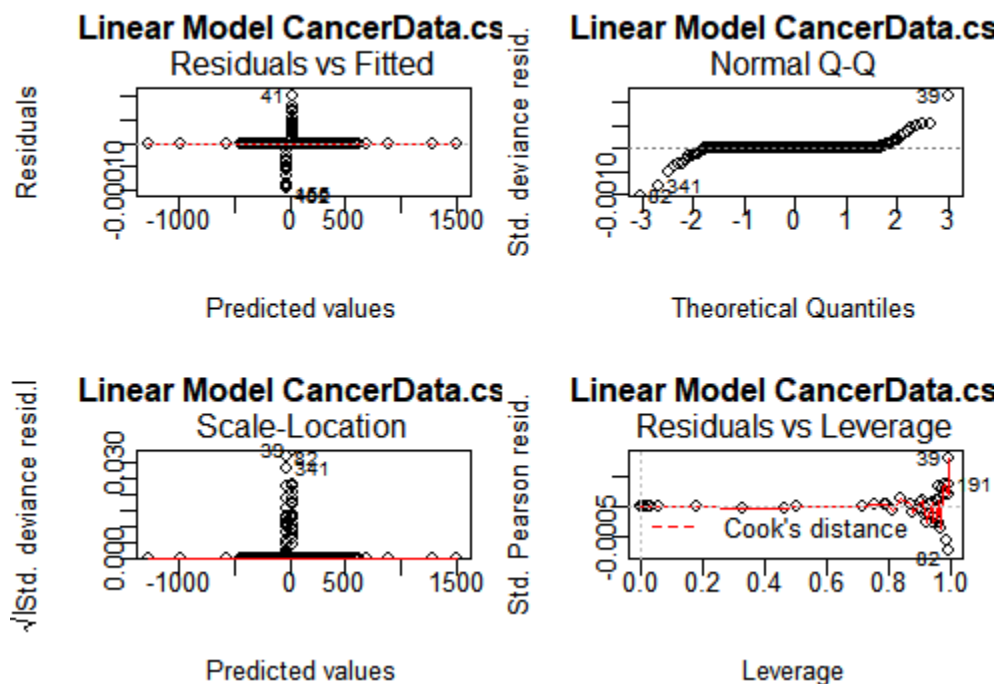 Linear Model CancerData.cs
Residuals vs Fitted
Residuals
-0.00010
41
-1000 0 500 1500
Predicted values
Linear Model CancerData.cs
Normal Q-Q
Std. deviance resid.
-0.0010
39
341
82
-3 -2 -1 0 1 2 3
Theoretical Quantiles
Linear Model CancerData.cs
Scale-Location
√|Std. deviance resid.|
0.000 0.030
39 82
341
-1000 0 500 1500
Predicted values
Linear Model CancerData.cs
Residuals vs Leverage
Std. Pearson resid.
-0.0005
39
191
Cook's distance
82
0.0 0.2 0.4 0.6 0.8 1.0
Leverage